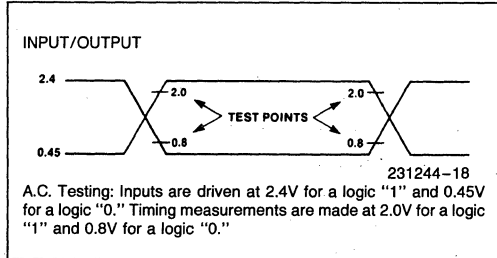 INPUT/OUTPUT
2.4
2.0
2.0
TEST POINTS
0.8
0.8
0.45
231244–18
A.C. Testing: Inputs are driven at 2.4V for a logic “1” and 0.45V
for a logic “0.” Timing measurements are made at 2.0V for a logic
“1” and 0.8V for a logic “0.”